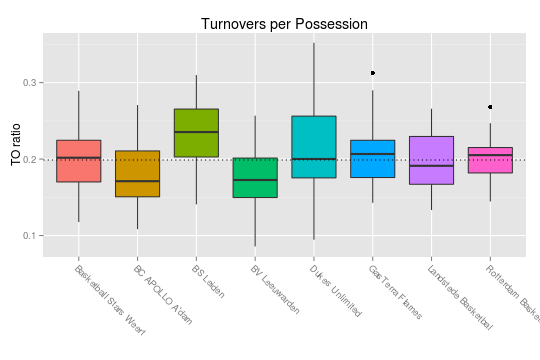 Turnovers per Possession
TO ratio
0.3
0.2
0.1
Basketball Stars Weert
BC APOLLO A'dam
BS Leiden
BV Leeuwarden
Dukes Unlimited
GasTerra Flames
Landstede Basketbal
Rotterdam Baske